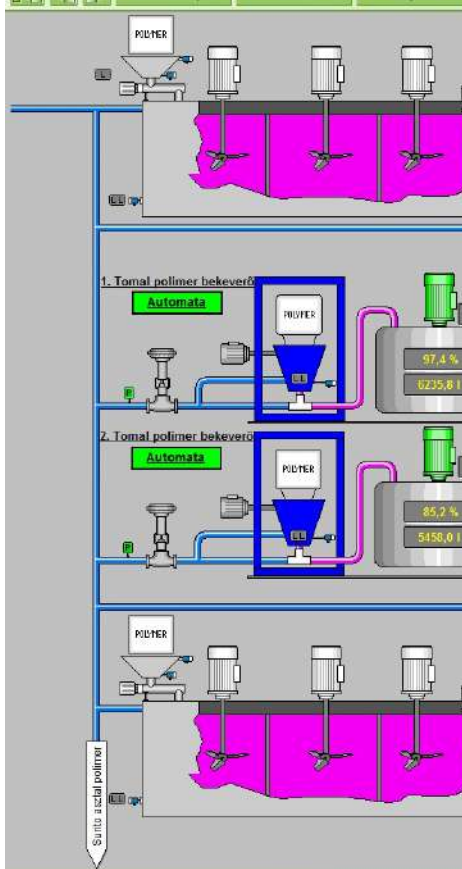 POLYMER
L
LL
1. Tomal polimer bekeverő
Automata
POLYMER
LL
P
97,4 %
6235,8 l
2. Tomal polimer bekeverő
Automata
POLYMER
LL
P
85,2 %
5458,0 l
POLYMER
LL
Sűrítő asztal polimer